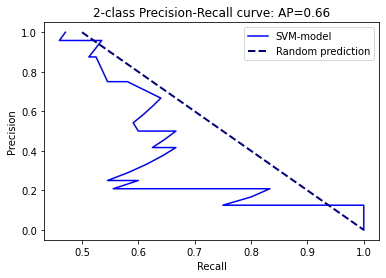 2-class Precision-Recall curve: AP=0.66
SVM-model
Random prediction
Precision
1.0
0.8
0.6
0.4
0.2
0.0
0.5
0.6
0.7
0.8
0.9
1.0
Recall